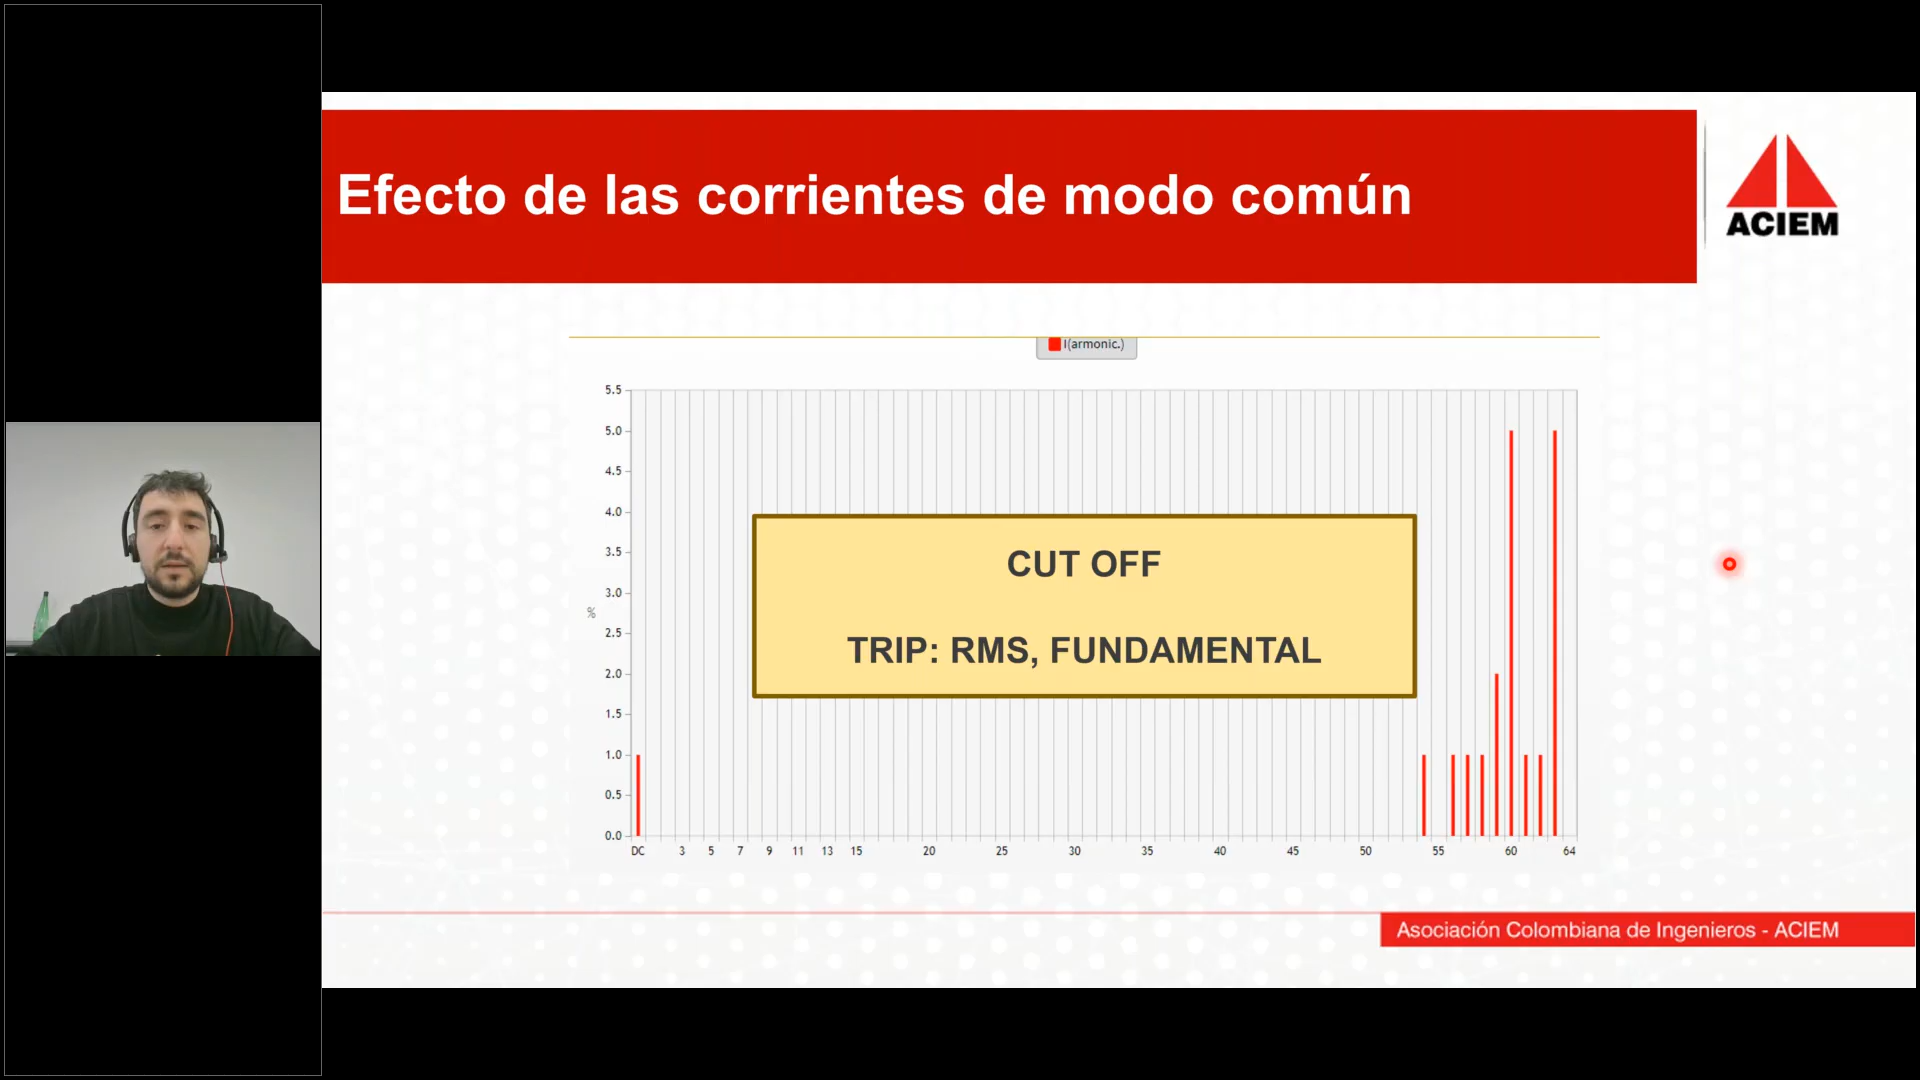 Efecto de las corrientes de modo común
ACIEM
I(armonic.)
5.5
5.0
4.5
4.0
3.5
3.0
2.5
2.0
1.5
1.0
0.5
0.0
%
CUT OFF
TRIP: RMS, FUNDAMENTAL
DC 3 5 7 9 11 13 15 20 25 30 35 40 45 50 55 60 64
Asociación Colombiana de Ingenieros - ACIEM